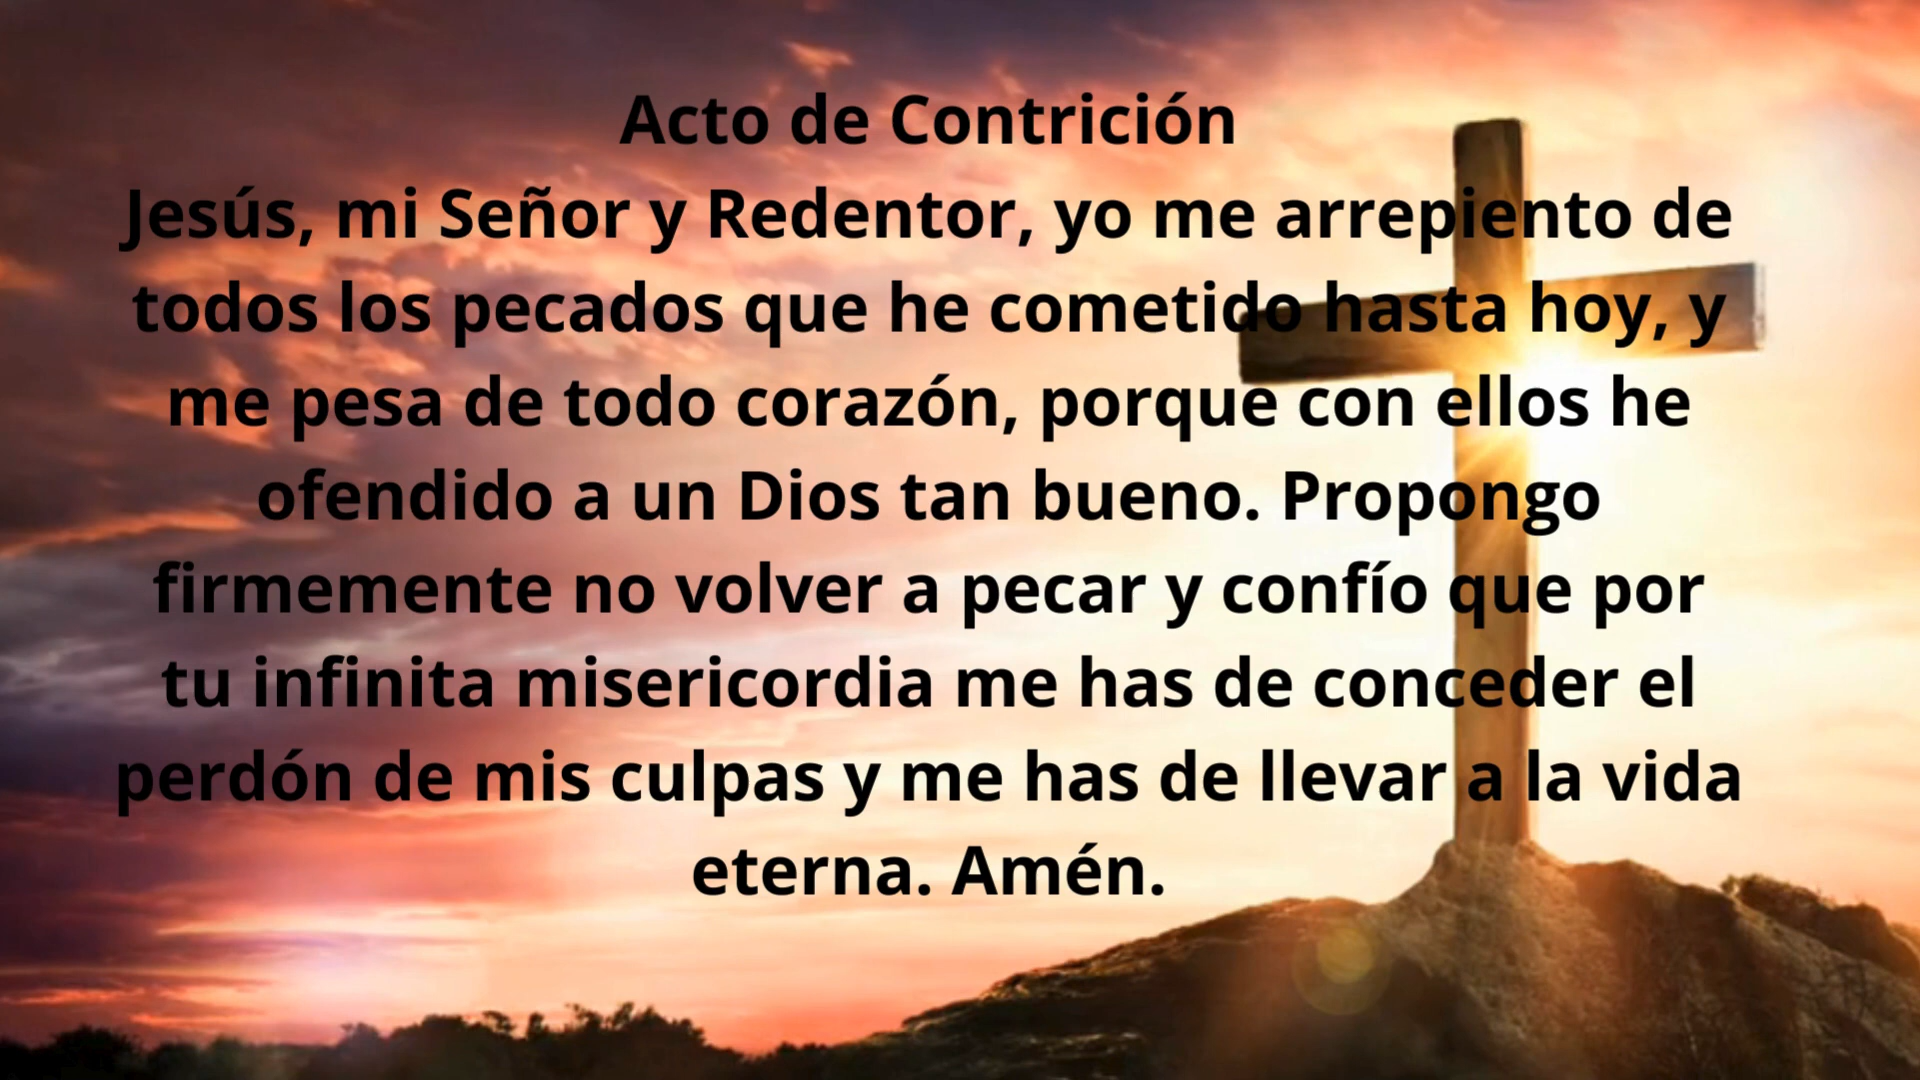 Acto de Contrición
Jesús, mi Señor y Redentor, yo me arrepiento de
todos los pecados que he cometido hasta hoy, y
me pesa de todo corazón, porque con ellos he
ofendido a un Dios tan bueno. Propongo
firmemente no volver a pecar y confío que por
tu infinita misericordia me has de conceder el
perdón de mis culpas y me has de llevar a la vida
eterna. Amén.